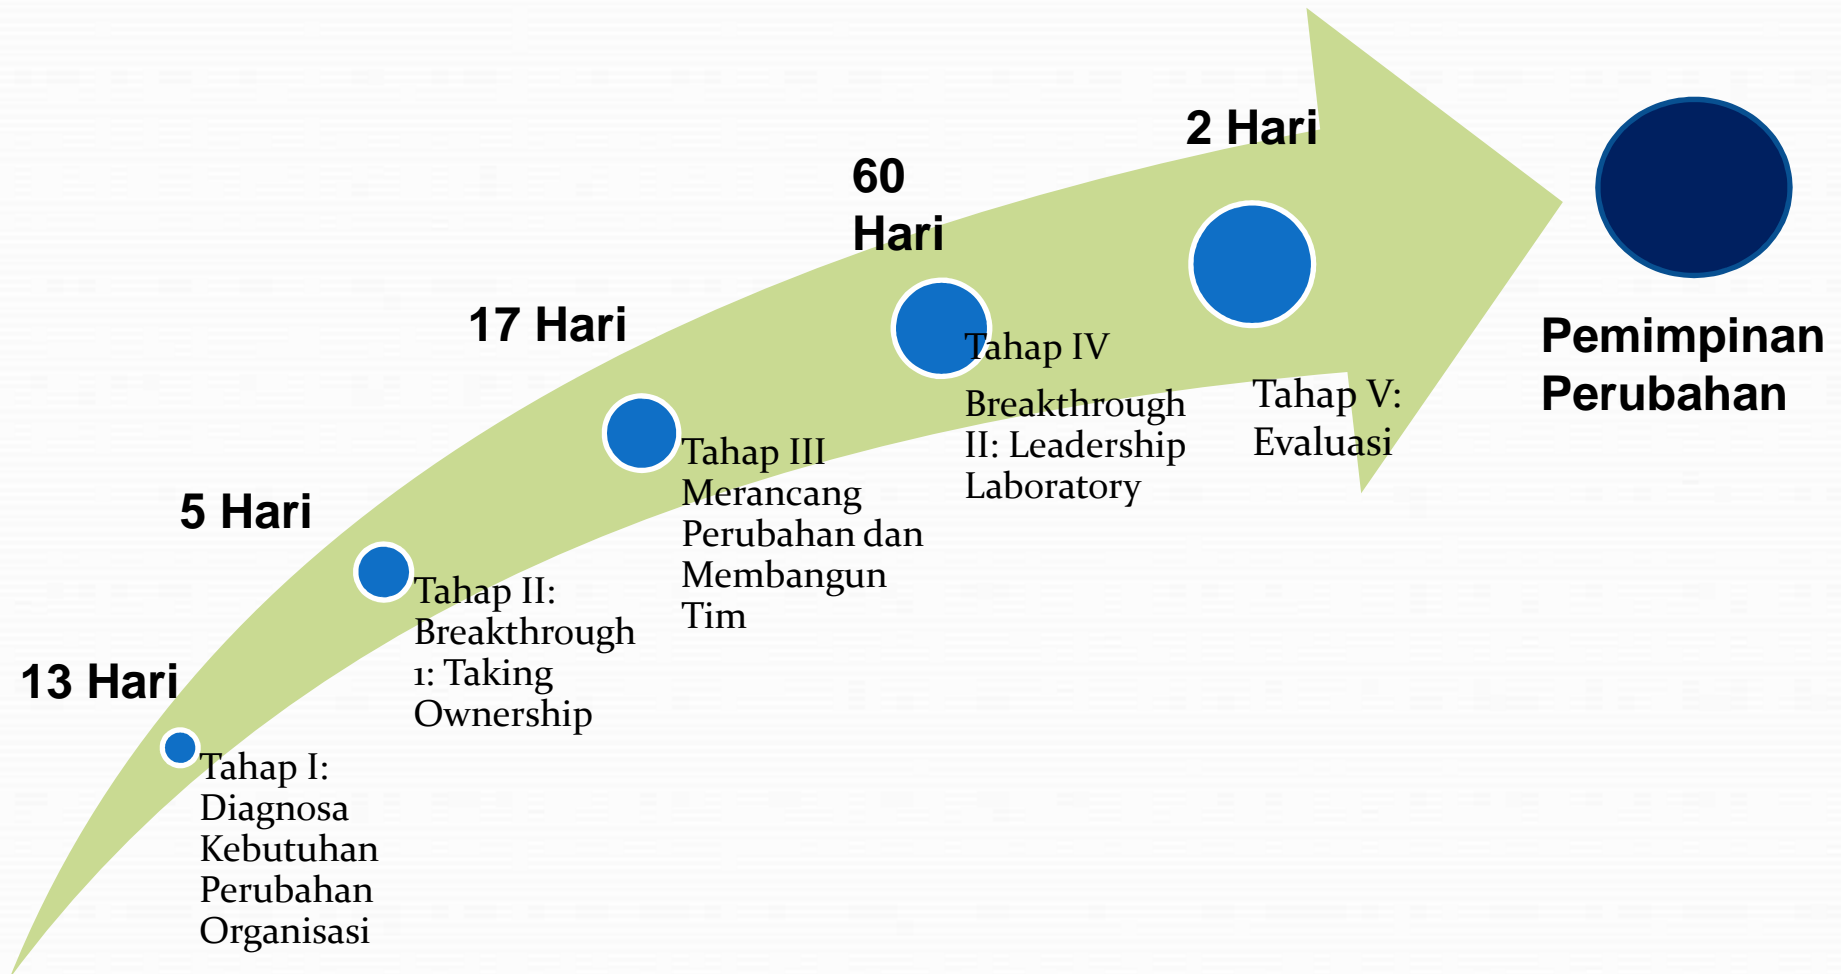 13 Hari
Tahap I:
Diagnosa
Kebutuhan
Perubahan
Organisasi
5 Hari
Tahap II:
Breakthrough
1: Taking
Ownership
17 Hari
Tahap III
Merancang
Perubahan dan
Membangun
Tim
60
Hari
Tahap IV
Breakthrough
II: Leadership
Laboratory
2 Hari
Tahap V:
Evaluasi
Pemimpinan
Perubahan